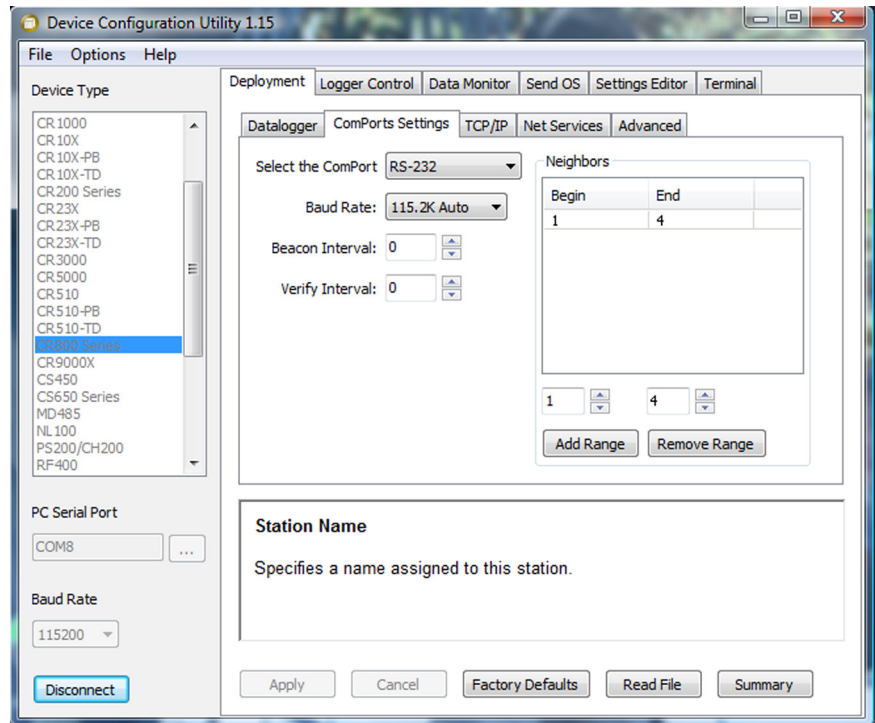 Device Configuration Utility 1.15
File Options Help
Device Type
CR1000
CR10X
CR10X-PB
CR10X-TD
CR200 Series
CR23X
CR23X-PB
CR23X-TD
CR3000
CR5000
CR510
CR510-PB
CR510-TD
CR800 Series
CR9000X
CS450
CS650 Series
MD485
NL100
PS200/CH200
RF400
PC Serial Port
COM8
...
Baud Rate
115200
Disconnect
Deployment Logger Control Data Monitor Send OS Settings Editor Terminal
Datalogger ComPorts Settings TCP/IP Net Services Advanced
Select the ComPort RS-232
Baud Rate: 115.2K Auto
Beacon Interval: 0
Verify Interval: 0
Neighbors
Begin End
1 4
1 4
Add Range Remove Range
Station Name
Specifies a name assigned to this station.
Apply Cancel Factory Defaults Read File Summary